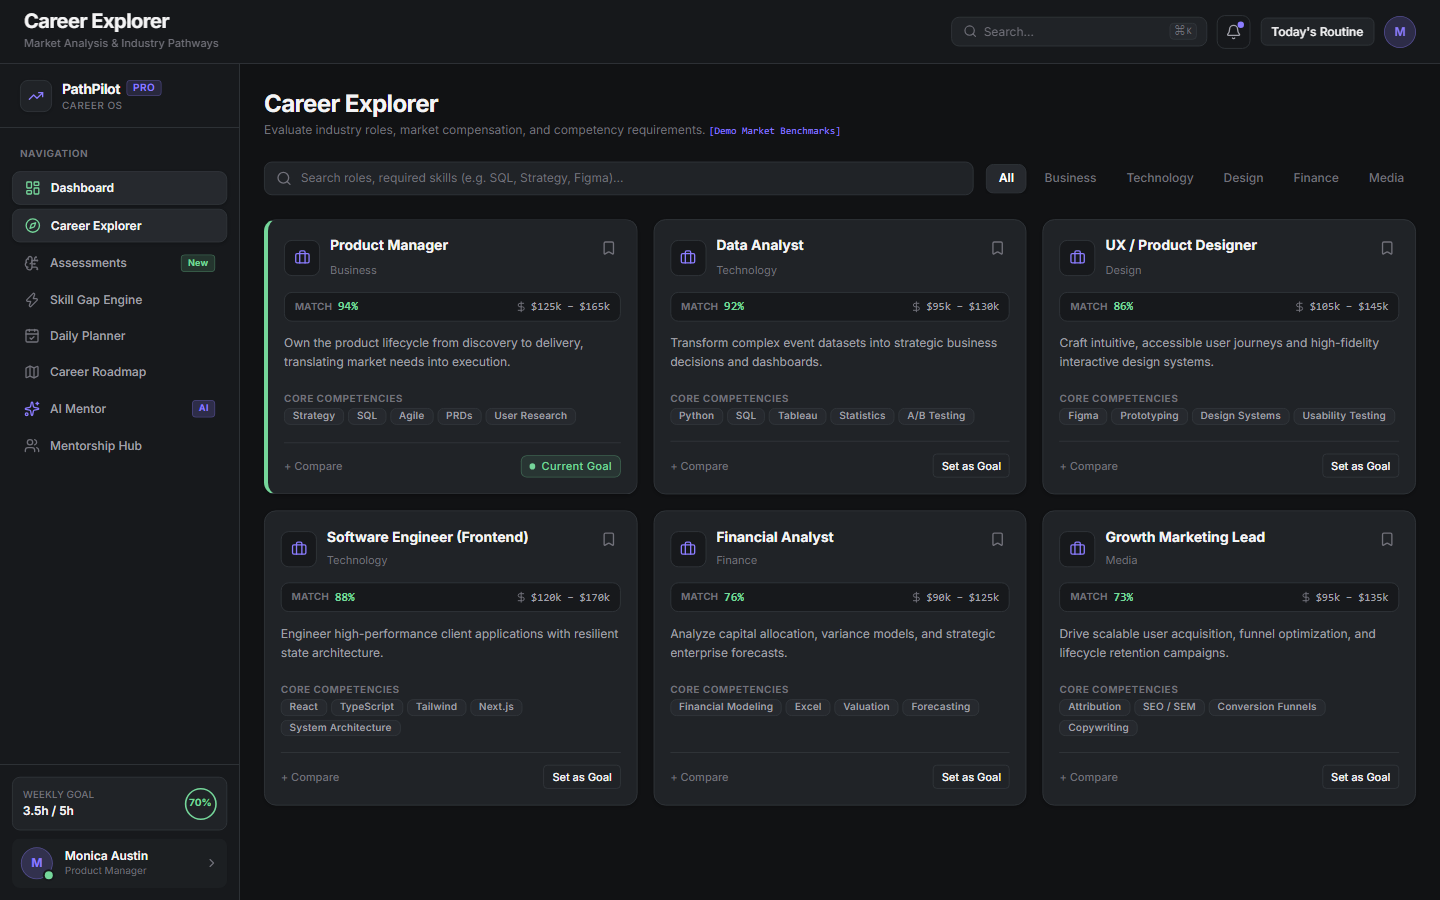 Career Explorer
Market Analysis & Industry Pathways
Search...
⌘K
Today's Routine
M
PathPilot PRO
CAREER OS
NAVIGATION
Dashboard
Career Explorer
Assessments New
Skill Gap Engine
Daily Planner
Career Roadmap
AI Mentor AI
Mentorship Hub
WEEKLY GOAL
3.5h / 5h
70%
M
Monica Austin
Product Manager
Career Explorer
Evaluate industry roles, market compensation, and competency requirements. [Demo Market Benchmarks]
Search roles, required skills (e.g. SQL, Strategy, Figma)...
All Business Technology Design Finance Media
Product Manager
Business
MATCH 94% $ $125k – $165k
Own the product lifecycle from discovery to delivery,
translating market needs into execution.
CORE COMPETENCIES
Strategy SQL Agile PRDs User Research
+ Compare Current Goal
Data Analyst
Technology
MATCH 92% $ $95k – $130k
Transform complex event datasets into strategic business
decisions and dashboards.
CORE COMPETENCIES
Python SQL Tableau Statistics A/B Testing
+ Compare Set as Goal
UX / Product Designer
Design
MATCH 86% $ $105k – $145k
Craft intuitive, accessible user journeys and high-fidelity
interactive design systems.
CORE COMPETENCIES
Figma Prototyping Design Systems Usability Testing
+ Compare Set as Goal
Software Engineer (Frontend)
Technology
MATCH 88% $ $120k – $170k
Engineer high-performance client applications with resilient
state architecture.
CORE COMPETENCIES
React TypeScript Tailwind Next.js
System Architecture
+ Compare Set as Goal
Financial Analyst
Finance
MATCH 76% $ $90k – $125k
Analyze capital allocation, variance models, and strategic
enterprise forecasts.
CORE COMPETENCIES
Financial Modeling Excel Valuation Forecasting
+ Compare Set as Goal
Growth Marketing Lead
Media
MATCH 73% $ $95k – $135k
Drive scalable user acquisition, funnel optimization, and
lifecycle retention campaigns.
CORE COMPETENCIES
Attribution SEO / SEM Conversion Funnels
Copywriting
+ Compare Set as Goal